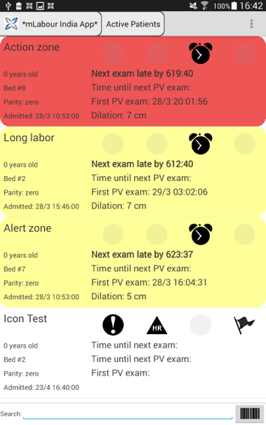 100% 16:42
*mLabour India App* Active Patients
Action zone
0 years old Next exam late by 619:40
Bed #8 Time until next PV exam:
Parity: zero First PV exam: 28/3 20:01:56
Admitted: 28/3 10:53:00 Dilation: 7 cm
Long labor
0 years old Next exam late by 612:40
Bed #2 Time until next PV exam:
Parity: zero First PV exam: 29/3 03:02:06
Admitted: 28/3 15:46:00 Dilation: 7 cm
Alert zone
0 years old Next exam late by 623:37
Bed #7 Time until next PV exam:
Parity: zero First PV exam: 28/3 16:04:31
Admitted: 28/3 10:53:00 Dilation: 5 cm
Icon Test
HR
0 years old Time until next exam:
Bed #2 Time until next PV exam:
Parity: zero First PV exam:
Admitted: 23/4 16:40:00
Search: